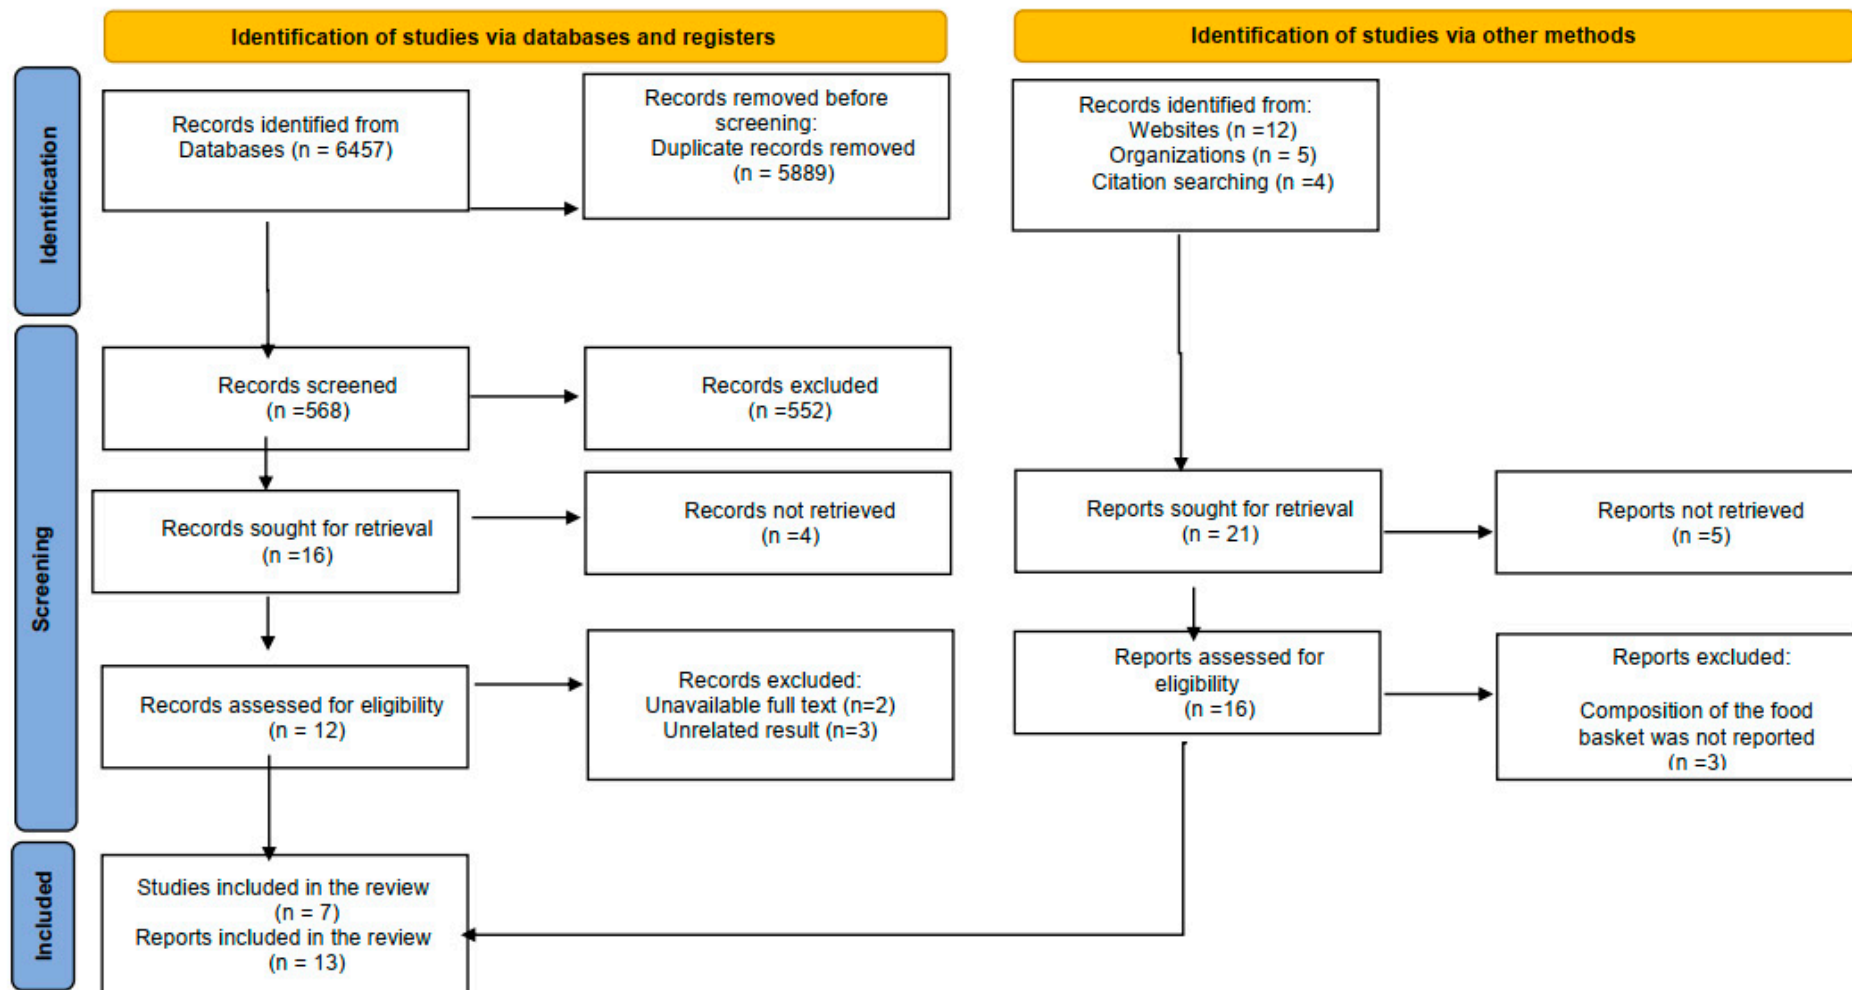 Identification of studies via databases and registers
Identification of studies via other methods
Identification
Records identified from
Databases (n = 6457)
Records removed before
screening:
Duplicate records removed
(n = 5889)
Records identified from:
Websites (n =12)
Organizations (n = 5)
Citation searching (n =4)
Screening
Records screened
(n =568)
Records excluded
(n =552)
Records sought for retrieval
(n =16)
Records not retrieved
(n =4)
Reports sought for retrieval
(n = 21)
Reports not retrieved
(n =5)
Records assessed for eligibility
(n = 12)
Records excluded:
Unavailable full text (n=2)
Unrelated result (n=3)
Reports assessed for
eligibility
(n =16)
Reports excluded:
Composition of the food
basket was not reported
(n =3)
Included
Studies included in the review
(n = 7)
Reports included in the review
(n = 13)